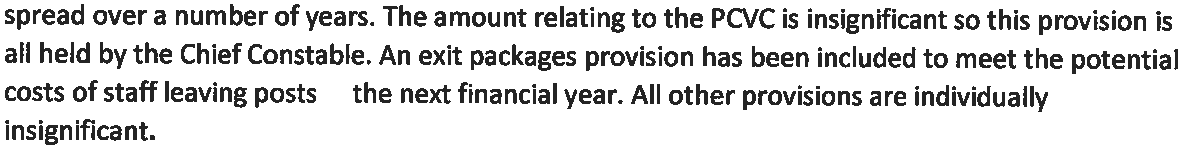 spread over a number of years. The amount relating to the PCVC is insignificant so this provision is
all held by the Chief Constable. An exit packages provision has been included to meet the potential
costs of staff leaving posts the next financial year. All other provisions are individually
insignificant.